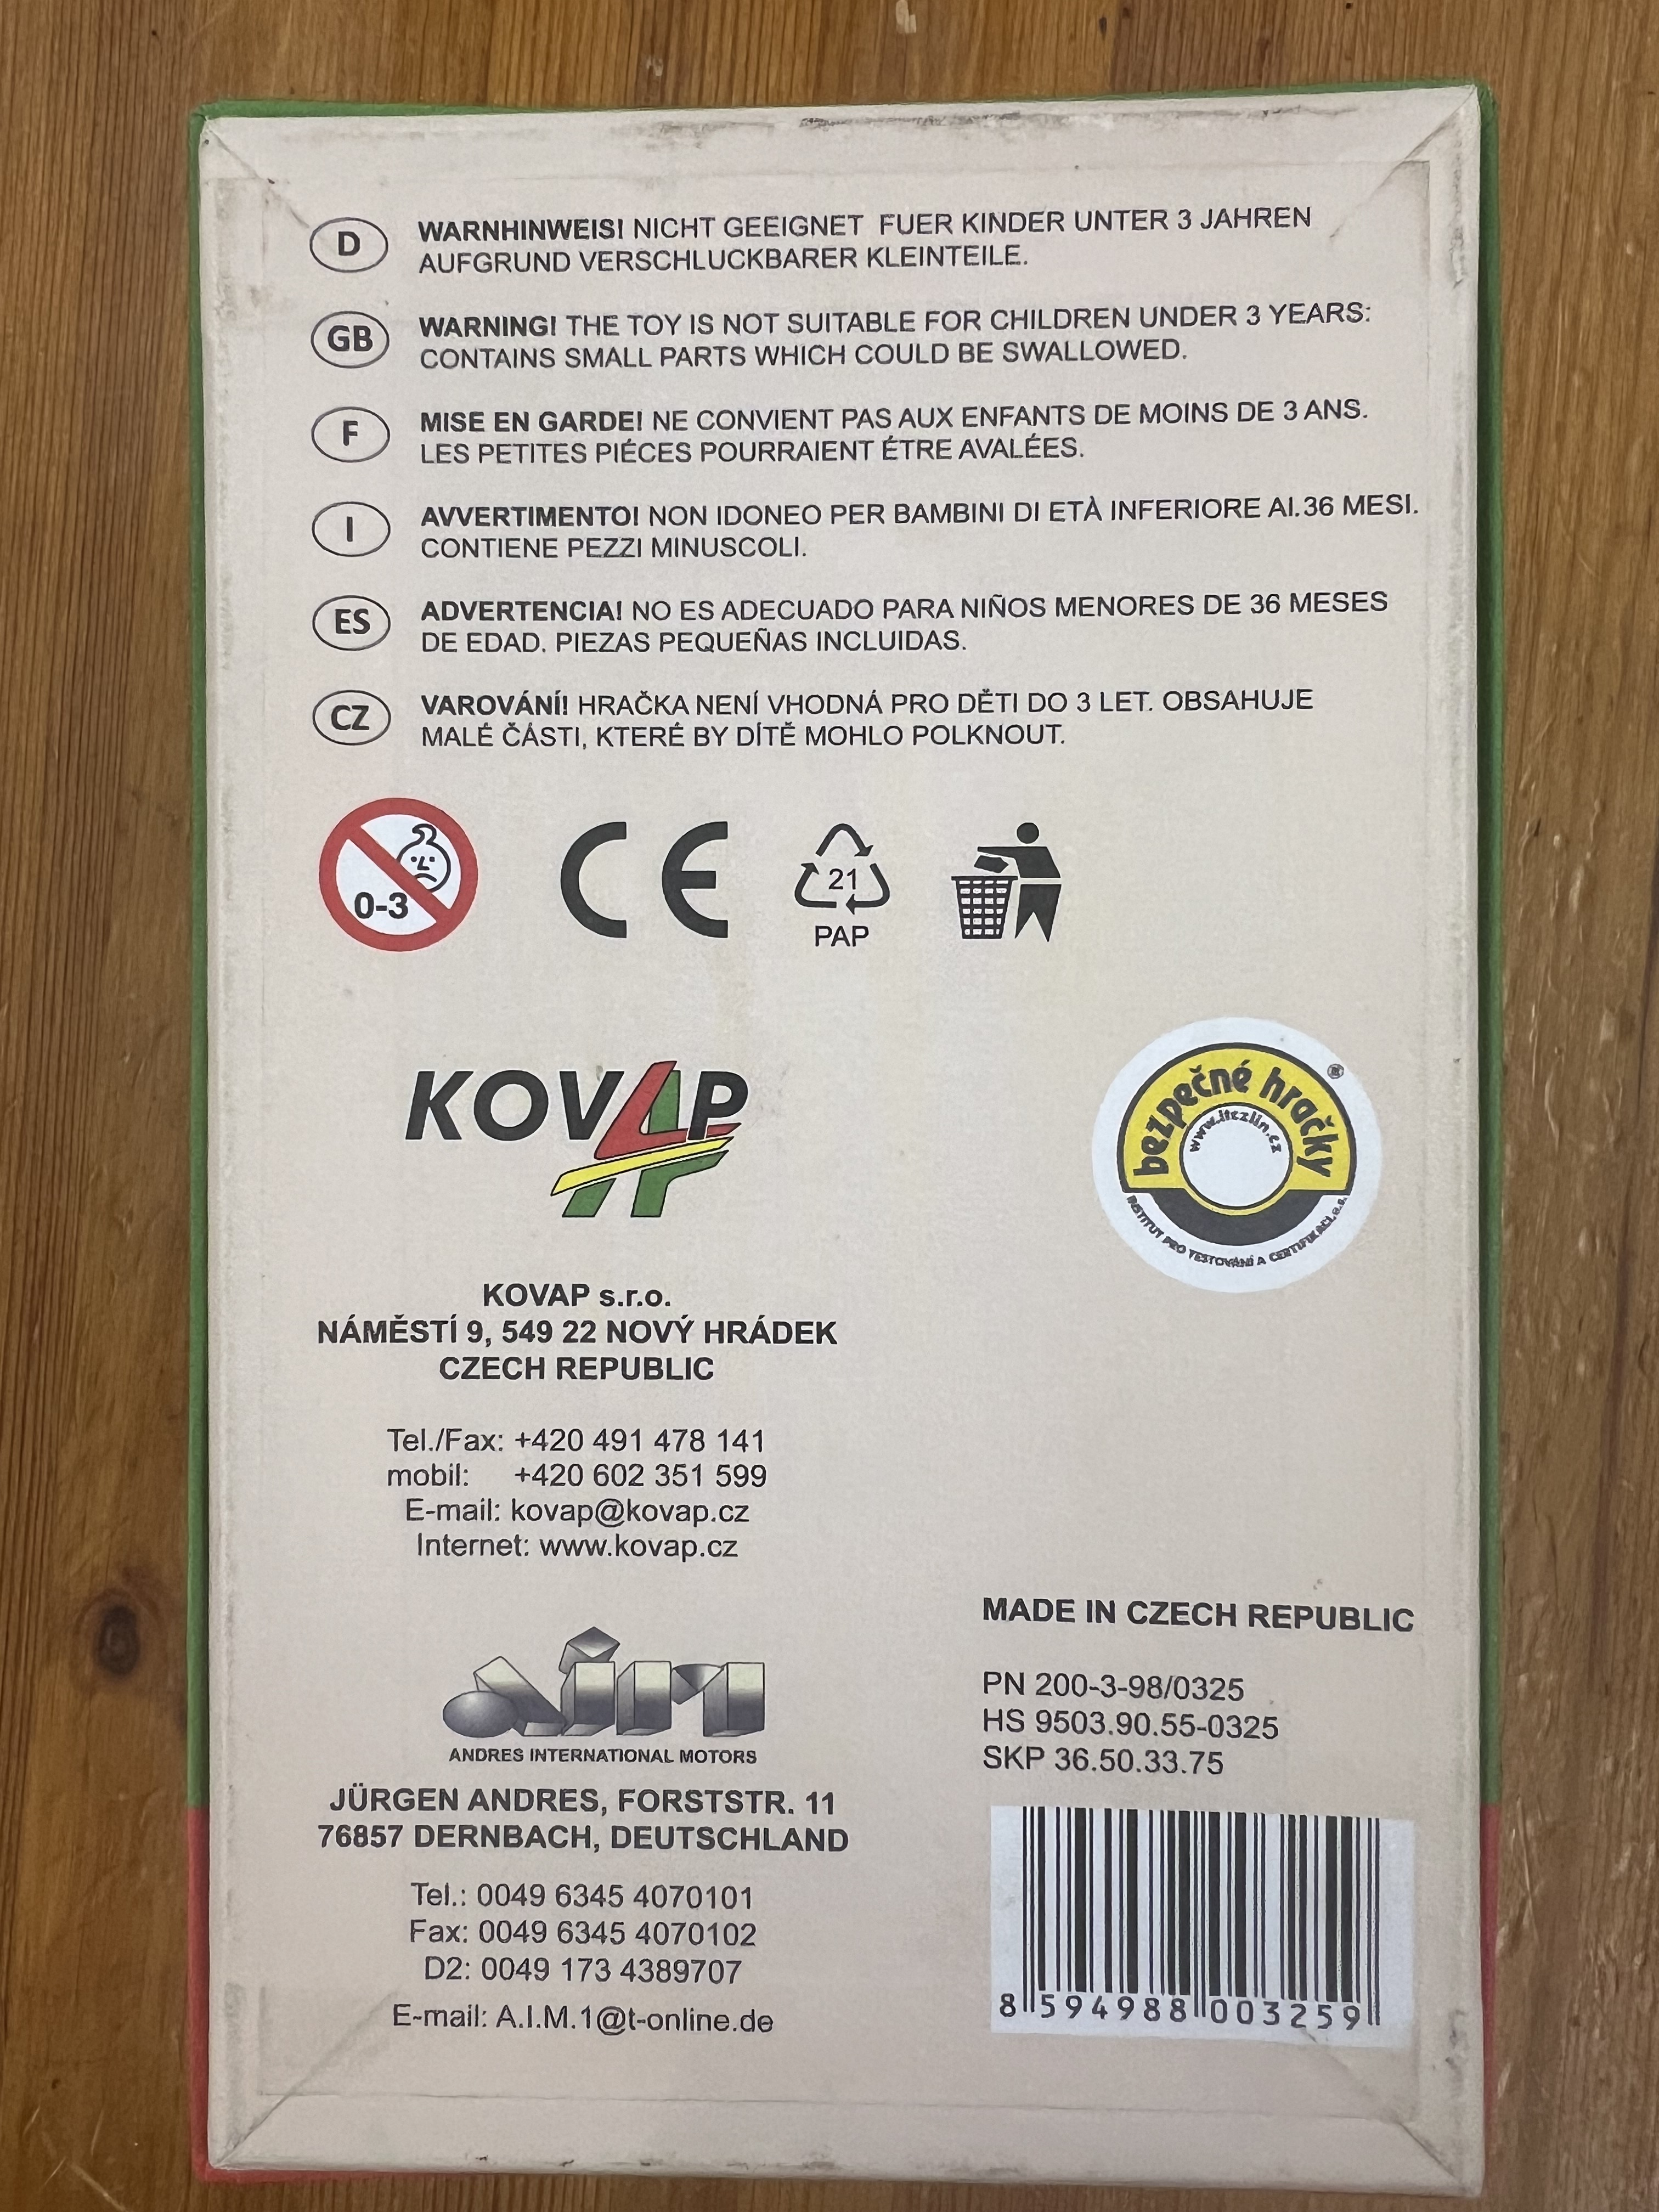 D
WARNHINWEIS! NICHT GEEIGNET FUER KINDER UNTER 3 JAHREN
AUFGRUND VERSCHLUCKBARER KLEINTEILE.
GB
WARNING! THE TOY IS NOT SUITABLE FOR CHILDREN UNDER 3 YEARS:
CONTAINS SMALL PARTS WHICH COULD BE SWALLOWED.
F
MISE EN GARDE! NE CONVIENT PAS AUX ENFANTS DE MOINS DE 3 ANS.
LES PETITES PIÉCES POURRAIENT ÉTRE AVALÉES.
I
AVVERTIMENTO! NON IDONEO PER BAMBINI DI ETÀ INFERIORE AI.36 MESI.
CONTIENE PEZZI MINUSCOLI.
ES
ADVERTENCIA! NO ES ADECUADO PARA NIÑOS MENORES DE 36 MESES
DE EDAD. PIEZAS PEQUEÑAS INCLUIDAS.
CZ
VAROVÁNÍ! HRAČKA NENÍ VHODNÁ PRO DĚTI DO 3 LET. OBSAHUJE
MALÉ ČÁSTI, KTERÉ BY DÍTĚ MOHLO POLKNOUT.
0-3
CE
21
PAP
KOVAP
bezpečné hračky ®
www.itczlin.cz
INSTITUT PRO TESTOVÁNÍ A CERTIFIKACI, a.s.
KOVAP s.r.o.
NÁMĚSTÍ 9, 549 22 NOVÝ HRÁDEK
CZECH REPUBLIC
Tel./Fax: +420 491 478 141
mobil: +420 602 351 599
E-mail: kovap@kovap.cz
Internet: www.kovap.cz
aim
ANDRES INTERNATIONAL MOTORS
JÜRGEN ANDRES, FORSTSTR. 11
76857 DERNBACH, DEUTSCHLAND
Tel.: 0049 6345 4070101
Fax: 0049 6345 4070102
D2: 0049 173 4389707
E-mail: A.I.M.1@t-online.de
MADE IN CZECH REPUBLIC
PN 200-3-98/0325
HS 9503.90.55-0325
SKP 36.50.33.75
8 594988 003259